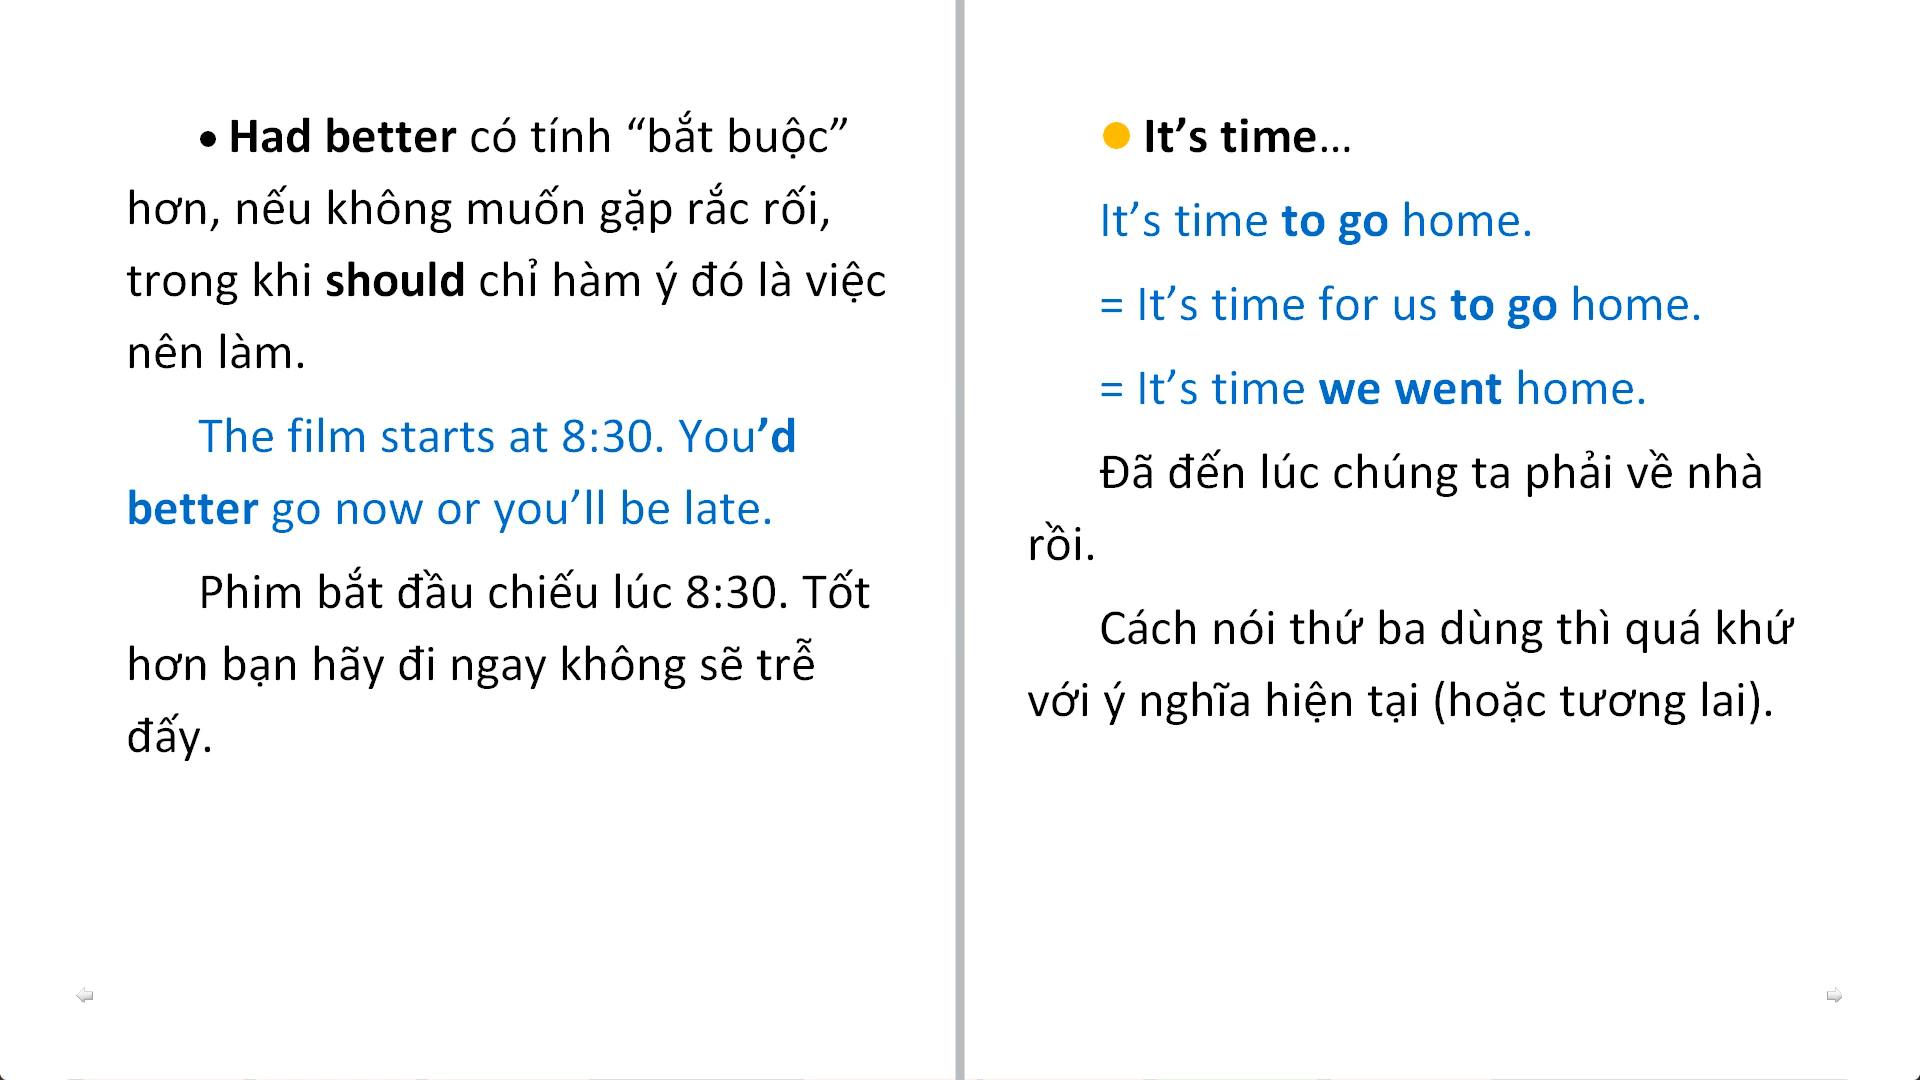 • Had better có tính “bắt buộc”
hơn, nếu không muốn gặp rắc rối,
trong khi should chỉ hàm ý đó là việc
nên làm.
The film starts at 8:30. You’d
better go now or you’ll be late.
Phim bắt đầu chiếu lúc 8:30. Tốt
hơn bạn hãy đi ngay không sẽ trễ
đấy.
It’s time...
It’s time to go home.
= It’s time for us to go home.
= It’s time we went home.
Đã đến lúc chúng ta phải về nhà
rồi.
Cách nói thứ ba dùng thì quá khứ
với ý nghĩa hiện tại (hoặc tương lai).